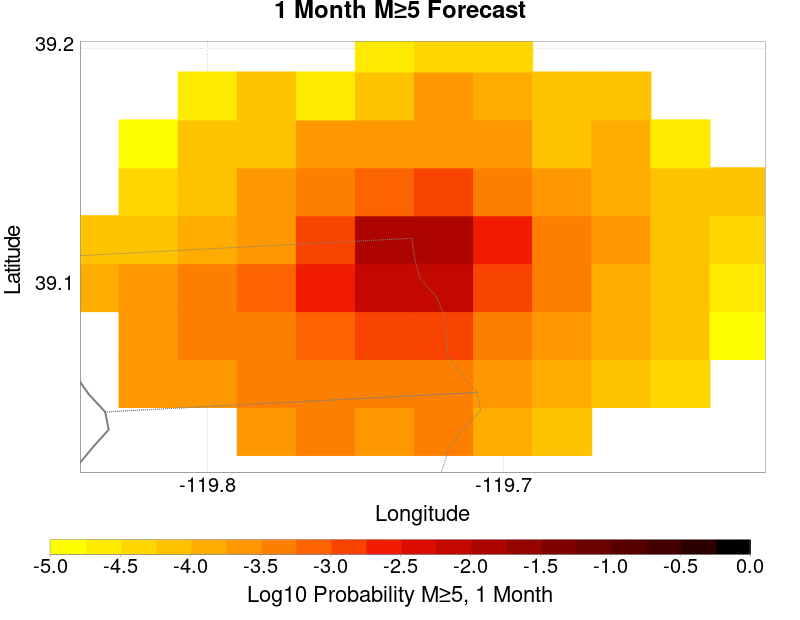 1 Month M≥5 Forecast
39.2
39.1
Latitude
-119.8 -119.7
Longitude
-5.0 -4.5 -4.0 -3.5 -3.0 -2.5 -2.0 -1.5 -1.0 -0.5 0.0
Log10 Probability M≥5, 1 Month